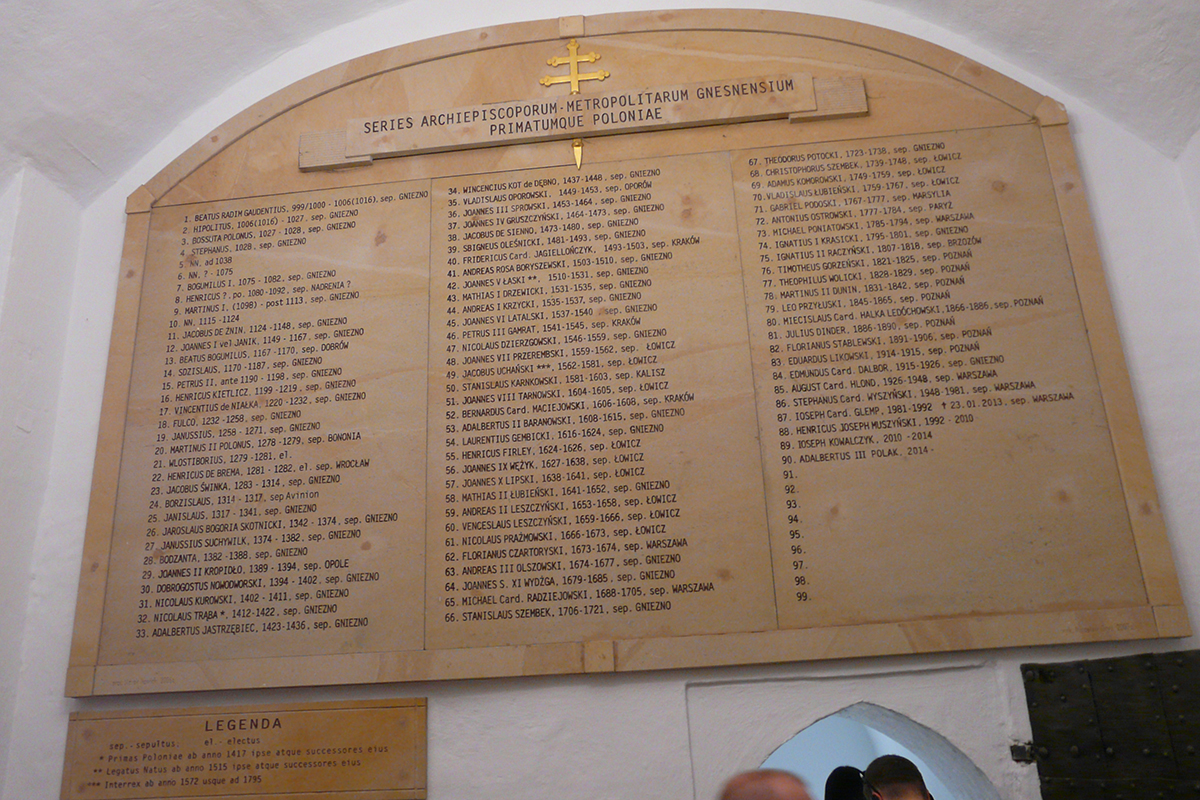 SERIES ARCHIEPISCOPORUM·METROPOLITARUM GNESNENSIUM
PRIMATUMQUE POLONIAE
1. BEATUS RADIM GAUDENTIUS, 999/1000 - 1006(1016), sep. GNIEZNO
2. HIPOLITUS, 1006(1016) - 1027, sep. GNIEZNO
3. BOSSUTA POLONUS, 1027 - 1028, sep. GNIEZNO
4. STEPHANUS, 1028, sep. GNIEZNO
5. NN, ad 1038
6. NN, ? - 1075
7. BOGUMILUS I, 1075 - 1082, sep. GNIEZNO
8. HENRICUS ?, po. 1080 -1092, sep. NADRENIA ?
9. MARTINUS I, (1098) - post 1113, sep. GNIEZNO
10. NN, 1115 -1124
11. JACOBUS DE ŻNIN, 1124 -1148, sep. GNIEZNO
12. JOANNES I vel JANIK, 1149 - 1167, sep. GNIEZNO
13. BEATUS BOGUMILUS, 1167 -1170, sep. DOBRÓW
14. SDZISLAUS, 1170 -1187, sep. GNIEZNO
15. PETRUS II, ante 1190 - 1198, sep. GNIEZNO
16. HENRICUS KIETLICZ, 1199 -1219, sep. GNIEZNO
17. VINCENTIUS de NIAŁKA, 1220 -1232, sep. GNIEZNO
18. FULCO, 1232 -1258, sep. GNIEZNO
19. JANUSSIUS, 1258 - 1271, sep. GNIEZNO
20. MARTINUS II POLONUS, 1278 -1279, sep. BONONIA
21. WLOSTIBORIUS, 1279 -1281, el.
22. HENRICUS DE BREMA, 1281 - 1282, el. sep. WROCŁAW
23. JACOBUS ŚWINKA, 1283 - 1314, sep. GNIEZNO
24. BORZISLAUS, 1314 - 1317, sep Avinion
25. JANISLAUS, 1317 - 1341, sep. GNIEZNO
26. JAROSLAUS BOGORIA SKOTNICKI, 1342 - 1374, sep. GNIEZNO
27. JANUSSIUS SUCHYWILK, 1374 - 1382, sep. GNIEZNO
28. BODZANTA, 1382 -1388, sep. GNIEZNO
29. JOANNES II KROPIDŁO, 1389 - 1394, sep. OPOLE
30. DOBROGOSTUS NOWODWORSKI, 1394 - 1402, sep. GNIEZNO
31. NICOLAUS KUROWSKI, 1402 - 1411, sep. GNIEZNO
32. NICOLAUS TRĄBA *, 1412 -1422, sep. GNIEZNO
33. ADALBERTUS JASTRZĘBIEC, 1423 -1436, sep. GNIEZNO
34. WINCENCIUS KOT de DĘBNO, 1437 -1448, sep. GNIEZNO
35. VLADISLAUS OPOROWSKI, 1449 -1453, sep. OPORÓW
36. JOANNES III SPROWSKI, 1453 -1464, sep. GNIEZNO
37. JOANNES IV GRUSZCZYŃSKI, 1464 -1473, sep. GNIEZNO
38. JACOBUS DE SIENNO, 1473 -1480, sep. GNIEZNO
39. SBIGNEUS OLEŚNICKI, 1481 -1493, sep. GNIEZNO
40. FRIDERICUS Card. JAGIELLOŃCZYK, 1493 -1503, sep. KRAKÓW
41. ANDREAS ROSA BORYSZEWSKI, 1503 -1510, sep. GNIEZNO
42. JOANNES V ŁASKI **, 1510 -1531, sep. GNIEZNO
43. MATHIAS I DRZEWICKI, 1531 -1535, sep. GNIEZNO
44. ANDREAS I KRZYCKI, 1535 -1537, sep. GNIEZNO
45. JOANNES VI LATALSKI, 1537 -1540, sep. GNIEZNO
46. PETRUS III GAMRAT, 1541 -1545, sep. KRAKÓW
47. NICOLAUS DZIERZGOWSKI, 1546 -1559, sep. GNIEZNO
48. JOANNES VII PRZEREMBSKI, 1559 -1562, sep. ŁOWICZ
49. JACOBUS UCHAŃSKI ***, 1562 -1581, sep. ŁOWICZ
50. STANISLAUS KARNKOWSKI, 1581 -1603, sep. KALISZ
51. JOANNES VIII TARNOWSKI, 1604 -1605, sep. ŁOWICZ
52. BERNARDUS Card. MACIEJOWSKI, 1606 -1608, sep. KRAKÓW
53. ADALBERTUS II BARANOWSKI, 1608 -1615, sep. GNIEZNO
54. LAURENTIUS GEMBICKI, 1616 -1624, sep. GNIEZNO
55. HENRICUS FIRLEY, 1624 -1626, sep. ŁOWICZ
56. JOANNES IX WĘŻYK, 1627 -1638, sep. ŁOWICZ
57. JOANNES X LIPSKI, 1638 -1641, sep. ŁOWICZ
58. MATHIAS II ŁUBIEŃSKI, 1641 -1652, sep. GNIEZNO
59. ANDREAS II LESZCZYŃSKI, 1653 -1658, sep. ŁOWICZ
60. VENCESLAUS LESZCZYŃSKI, 1659 -1666, sep. ŁOWICZ
61. NICOLAUS PRAŻMOWSKI, 1666 -1673, sep. ŁOWICZ
62. FLORIANUS CZARTORYSKI, 1673 -1674, sep. WARSZAWA
63. ANDREAS III OLSZOWSKI, 1674 -1677, sep. GNIEZNO
64. JOANNES S. XI WYDŻGA, 1679 -1685, sep. GNIEZNO
65. MICHAEL Card. RADZIEJOWSKI, 1688 -1705, sep. WARSZAWA
66. STANISLAUS SZEMBEK, 1706 -1721, sep. GNIEZNO
67. THEODORUS POTOCKI, 1723 -1738, sep. GNIEZNO
68. CHRISTOPHORUS SZEMBEK, 1739 -1748, sep. ŁOWICZ
69. ADAMUS KOMOROWSKI, 1749 -1759, sep. ŁOWICZ
70. VLADISLAUS ŁUBIEŃSKI, 1759 -1767, sep. ŁOWICZ
71. GABRIEL PODOSKI, 1767 -1777, sep. MARSYLIA
72. ANTONIUS OSTROWSKI, 1777 -1784, sep. PARYŻ
73. MICHAEL PONIATOWSKI, 1785 -1794, sep. WARSZAWA
74. IGNATIUS I KRASICKI, 1795 -1801, sep. GNIEZNO
75. IGNATIUS II RACZYŃSKI, 1807 -1818, sep. BRZOZÓW
76. TIMOTHEUS GORZEŃSKI, 1821 -1825, sep. POZNAŃ
77. THEOPHILUS WOLICKI, 1828 -1829, sep. POZNAŃ
78. MARTINUS II DUNIN, 1831 -1842, sep. POZNAŃ
79. LEO PRZYŁUSKI, 1845 -1865, sep. POZNAŃ
80. MIECISLAUS Card. HALKA LEDÓCHOWSKI, 1866 -1886, sep. POZNAŃ
81. JULIUS DINDER, 1886 -1890, sep. POZNAŃ
82. FLORIANUS STABLEWSKI, 1891 -1906, sep. POZNAŃ
83. EDUARDUS LIKOWSKI, 1914 -1915, sep. POZNAŃ
84. EDMUNDUS Card. DALBOR, 1915 -1926, sep. GNIEZNO
85. AUGUST Card. HLOND, 1926 -1948, sep. WARSZAWA
86. STEPHANUS Card. WYSZYŃSKI, 1948 -1981, sep. WARSZAWA
87. IOSEPH Card. GLEMP, 1981 -1992 ✝ 23.01.2013, sep. WARSZAWA
88. HENRICUS JOSEPH MUSZYŃSKI, 1992 - 2010
89. IOSEPH KOWALCZYK, 2010 -2014
90. ADALBERTUS III POLAK, 2014 -
91.
92.
93.
94.
95.
96.
97.
98.
99.
LEGENDA
sep.- sepultus. el.- electus
* Primas Poloniae ab anno 1417 ipse atque successores eius
** Legatus Natus ab anno 1515 ipse atque successores eius
*** Interrex ab anno 1572 usque ad 1795